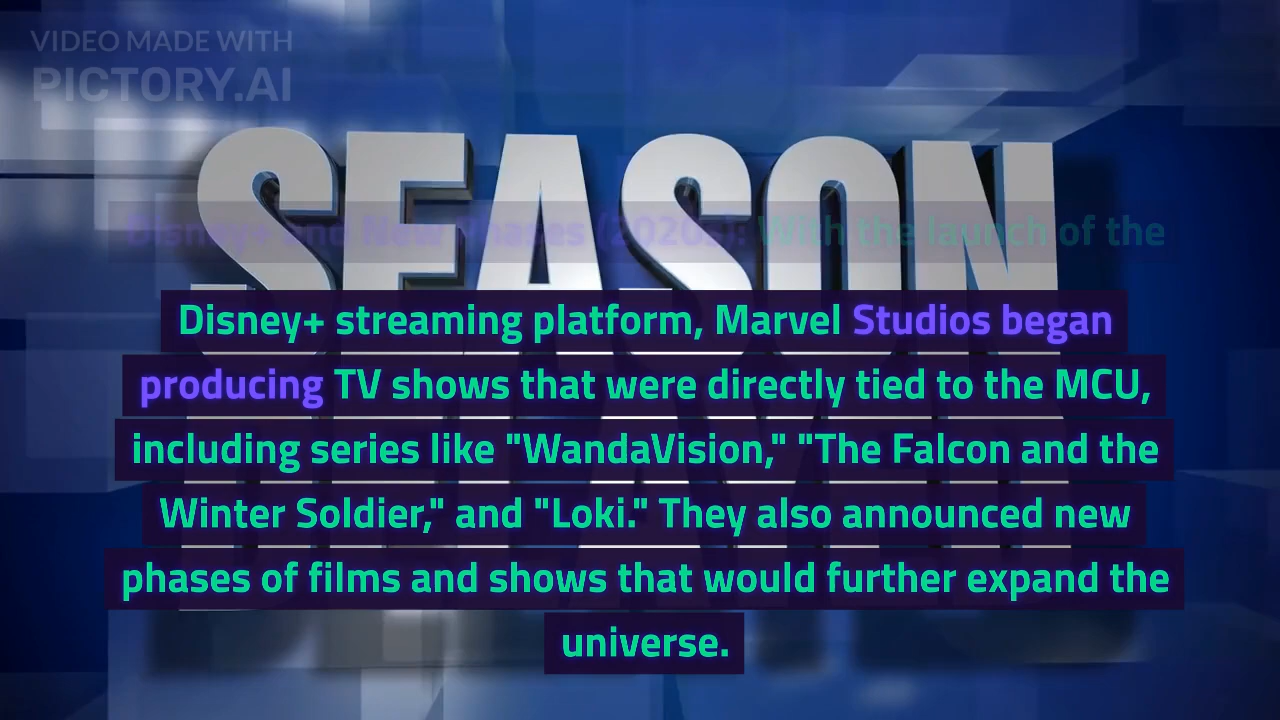 VIDEO MADE WITH
PICTORY.AI
SEASON
Disney+ and New Phases (2020s): With the launch of the
Disney+ streaming platform, Marvel Studios began
producing TV shows that were directly tied to the MCU,
including series like "WandaVision," "The Falcon and the
Winter Soldier," and "Loki." They also announced new
phases of films and shows that would further expand the
universe.